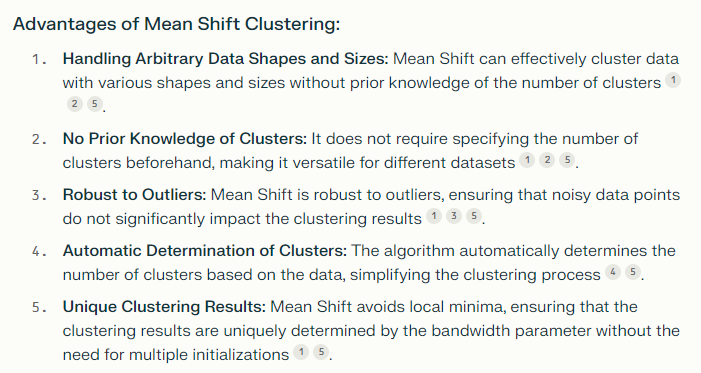 Advantages of Mean Shift Clustering:
1. Handling Arbitrary Data Shapes and Sizes: Mean Shift can effectively cluster data
with various shapes and sizes without prior knowledge of the number of clusters 1
2 5 .
2. No Prior Knowledge of Clusters: It does not require specifying the number of
clusters beforehand, making it versatile for different datasets 1 2 5 .
3. Robust to Outliers: Mean Shift is robust to outliers, ensuring that noisy data points
do not significantly impact the clustering results 1 3 5 .
4. Automatic Determination of Clusters: The algorithm automatically determines the
number of clusters based on the data, simplifying the clustering process 4 5 .
5. Unique Clustering Results: Mean Shift avoids local minima, ensuring that the
clustering results are uniquely determined by the bandwidth parameter without the
need for multiple initializations 1 5 .